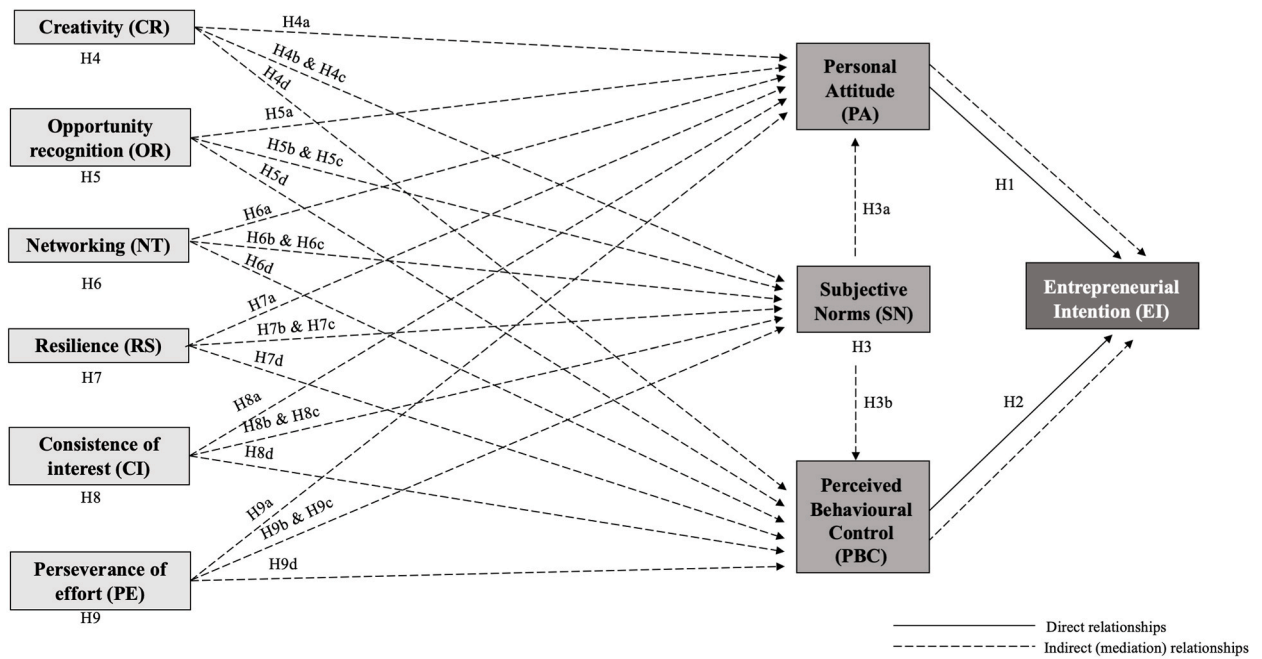 Creativity (CR)
H4
Opportunity
recognition (OR)
H5
Networking (NT)
H6
Resilience (RS)
H7
Consistence of
interest (CI)
H8
Perseverance of
effort (PE)
H9
H4a
H4b & H4c
H4d
H5a
H5b & H5c
H5d
H6a
H6b & H6c
H6d
H7a
H7b & H7c
H7d
H8a
H8b & H8c
H8d
H9a
H9b & H9c
H9d
Personal
Attitude
(PA)
H3a
Subjective
Norms (SN)
H3
H3b
Perceived
Behavioural
Control
(PBC)
H1
H2
Entrepreneurial
Intention (EI)
Direct relationships
Indirect (mediation) relationships